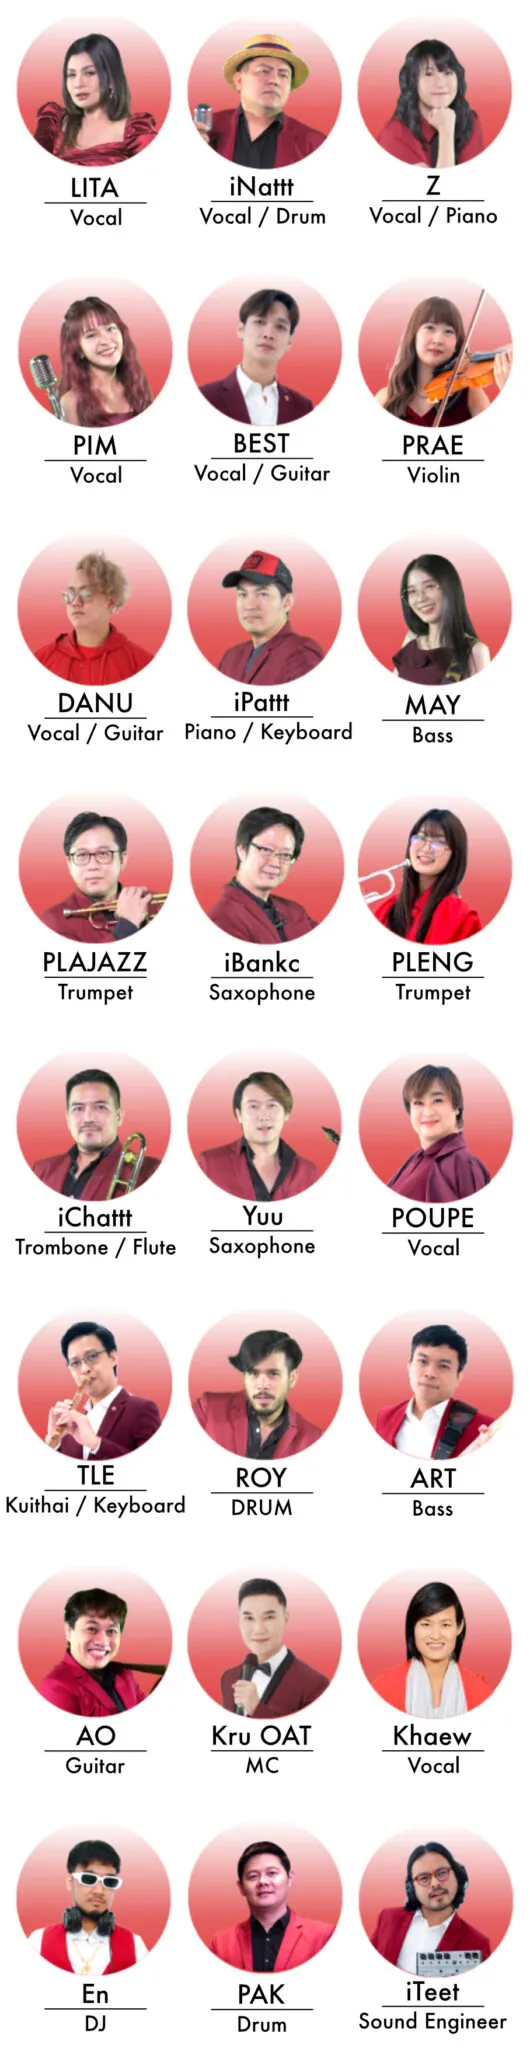 LITA
Vocal
iNattt
Vocal / Drum
Z
Vocal / Piano
PIM
Vocal
BEST
Vocal / Guitar
PRAE
Violin
DANU
Vocal / Guitar
iPattt
Piano / Keyboard
MAY
Bass
PLAJAZZ
Trumpet
iBankc
Saxophone
PLENG
Trumpet
iChattt
Trombone / Flute
Yuu
Saxophone
POUPE
Vocal
TLE
Kuithai / Keyboard
ROY
DRUM
ART
Bass
AO
Guitar
Kru OAT
MC
Khaew
Vocal
En
DJ
PAK
Drum
iTeet
Sound Engineer